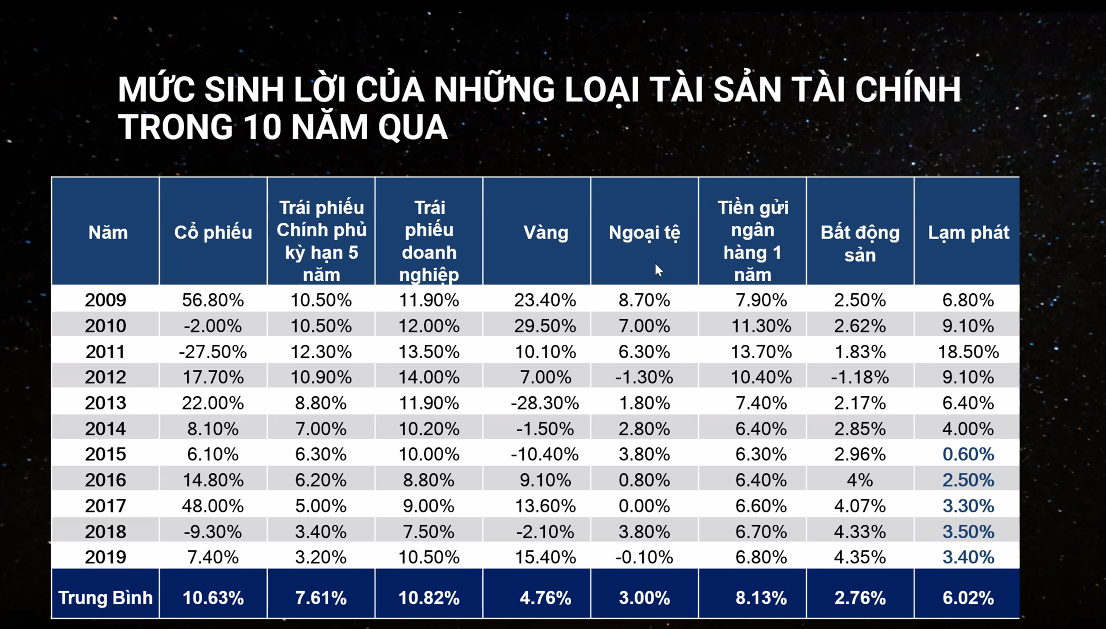 MỨC SINH LỜI CỦA NHỮNG LOẠI TÀI SẢN TÀI CHÍNH
TRONG 10 NĂM QUA
Năm Cổ phiếu Trái phiếu Chính phủ kỳ hạn 5 năm Trái phiếu doanh nghiệp Vàng Ngoại tệ Tiền gửi ngân hàng 1 năm Bất động sản Lạm phát
2009 56.80% 10.50% 11.90% 23.40% 8.70% 7.90% 2.50% 6.80%
2010 -2.00% 10.50% 12.00% 29.50% 7.00% 11.30% 2.62% 9.10%
2011 -27.50% 12.30% 13.50% 10.10% 6.30% 13.70% 1.83% 18.50%
2012 17.70% 10.90% 14.00% 7.00% -1.30% 10.40% -1.18% 9.10%
2013 22.00% 8.80% 11.90% -28.30% 1.80% 7.40% 2.17% 6.40%
2014 8.10% 7.00% 10.20% -1.50% 2.80% 6.40% 2.85% 4.00%
2015 6.10% 6.30% 10.00% -10.40% 3.80% 6.30% 2.96% 0.60%
2016 14.80% 6.20% 8.80% 9.10% 0.80% 6.40% 4% 2.50%
2017 48.00% 5.00% 9.00% 13.60% 0.00% 6.60% 4.07% 3.30%
2018 -9.30% 3.40% 7.50% -2.10% 3.80% 6.70% 4.33% 3.50%
2019 7.40% 3.20% 10.50% 15.40% -0.10% 6.80% 4.35% 3.40%
Trung Bình 10.63% 7.61% 10.82% 4.76% 3.00% 8.13% 2.76% 6.02%